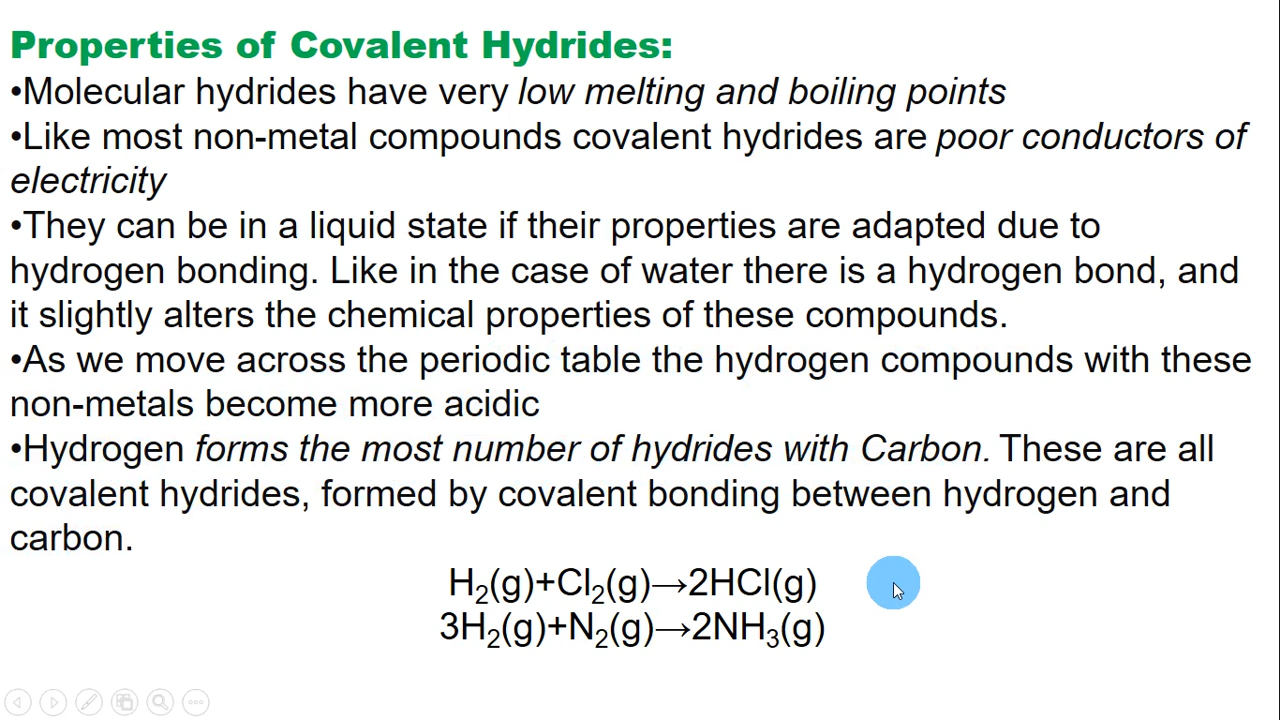 Properties of Covalent Hydrides:
•Molecular hydrides have very low melting and boiling points
•Like most non-metal compounds covalent hydrides are poor conductors of
electricity
•They can be in a liquid state if their properties are adapted due to
hydrogen bonding. Like in the case of water there is a hydrogen bond, and
it slightly alters the chemical properties of these compounds.
•As we move across the periodic table the hydrogen compounds with these
non-metals become more acidic
•Hydrogen forms the most number of hydrides with Carbon. These are all
covalent hydrides, formed by covalent bonding between hydrogen and
carbon.
H₂(g)+Cl₂(g)→2HCl(g)
3H₂(g)+N₂(g)→2NH₃(g)